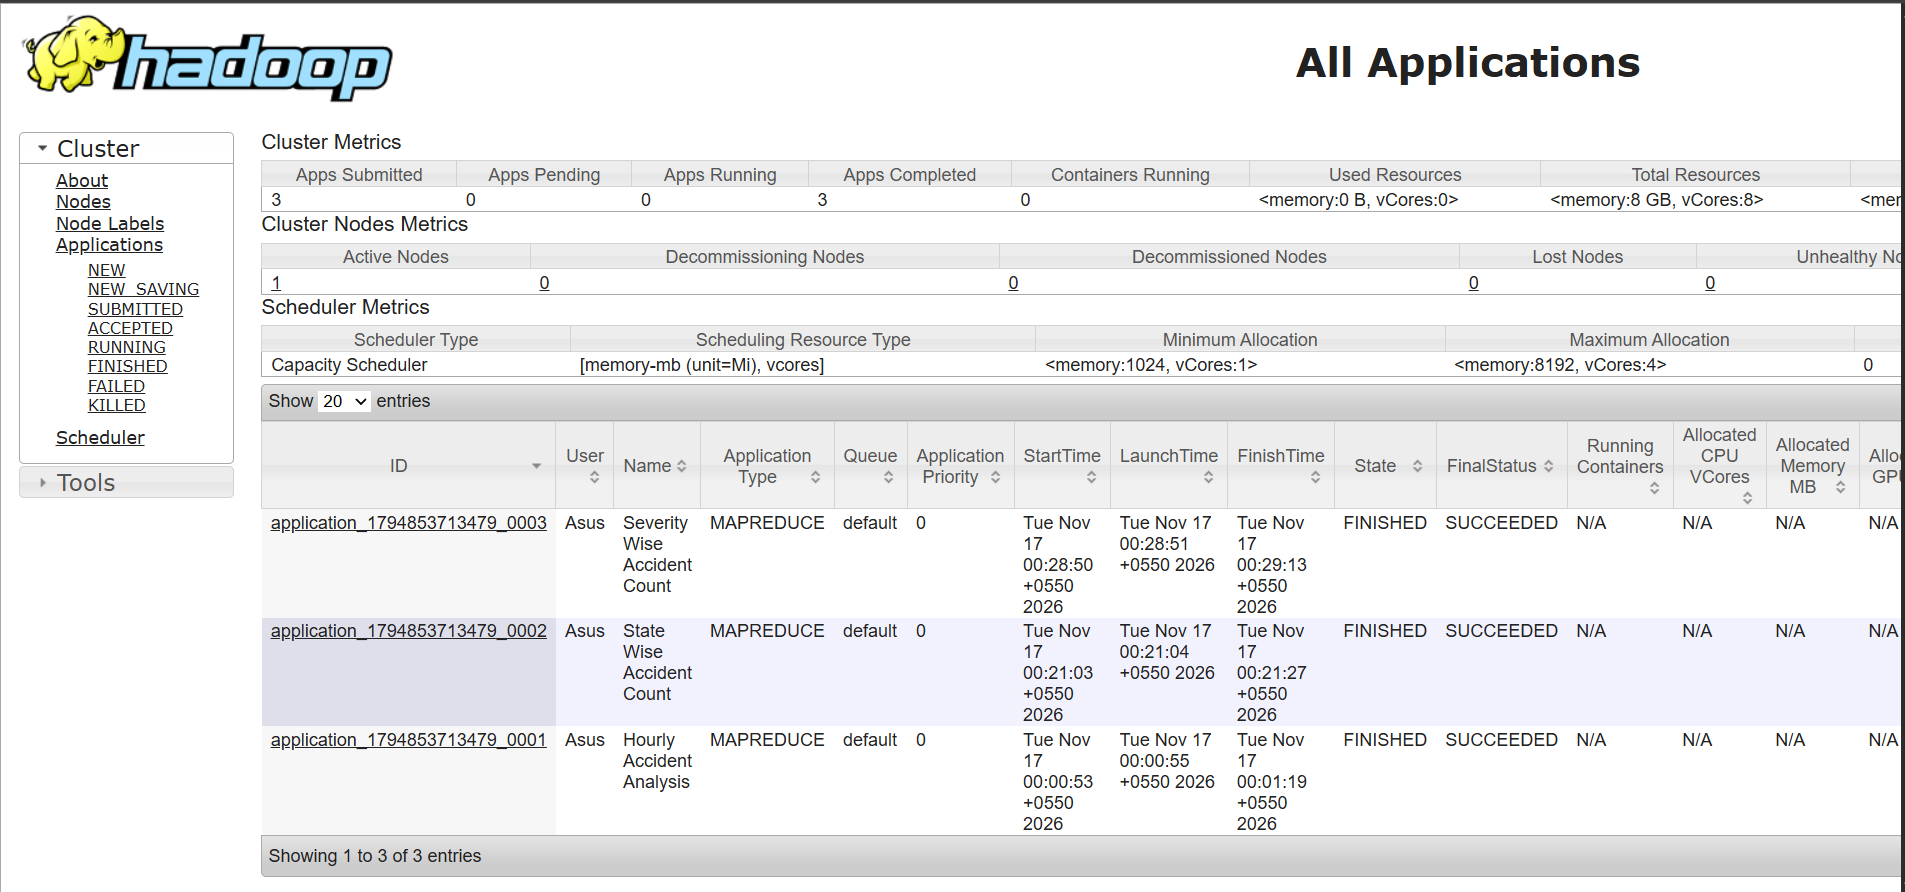 hadoop
All Applications
Cluster
About
Nodes
Node Labels
Applications
NEW
NEW_SAVING
SUBMITTED
ACCEPTED
RUNNING
FINISHED
FAILED
KILLED
Scheduler
Tools
Cluster Metrics
Apps Submitted Apps Pending Apps Running Apps Completed Containers Running Used Resources Total Resources
3 0 0 3 0 <memory:0 B, vCores:0> <memory:8 GB, vCores:8> <mer
Cluster Nodes Metrics
Active Nodes Decommissioning Nodes Decommissioned Nodes Lost Nodes Unhealthy No
1 0 0 0 0
Scheduler Metrics
Scheduler Type Scheduling Resource Type Minimum Allocation Maximum Allocation
Capacity Scheduler [memory-mb (unit=Mi), vcores] <memory:1024, vCores:1> <memory:8192, vCores:4> 0
Show 20 entries
ID User Name Application Type Queue Application Priority StartTime LaunchTime FinishTime State FinalStatus Running Containers Allocated CPU VCores Allocated Memory MB Alloc GPU
application_1794853713479_0003 Asus Severity Wise Accident Count MAPREDUCE default 0 Tue Nov 17 00:28:50 +0550 2026 Tue Nov 17 00:28:51 +0550 2026 Tue Nov 17 00:29:13 +0550 2026 FINISHED SUCCEEDED N/A N/A N/A N/A
application_1794853713479_0002 Asus State Wise Accident Count MAPREDUCE default 0 Tue Nov 17 00:21:03 +0550 2026 Tue Nov 17 00:21:04 +0550 2026 Tue Nov 17 00:21:27 +0550 2026 FINISHED SUCCEEDED N/A N/A N/A N/A
application_1794853713479_0001 Asus Hourly Accident Analysis MAPREDUCE default 0 Tue Nov 17 00:00:53 +0550 2026 Tue Nov 17 00:00:55 +0550 2026 Tue Nov 17 00:01:19 +0550 2026 FINISHED SUCCEEDED N/A N/A N/A N/A
Showing 1 to 3 of 3 entries